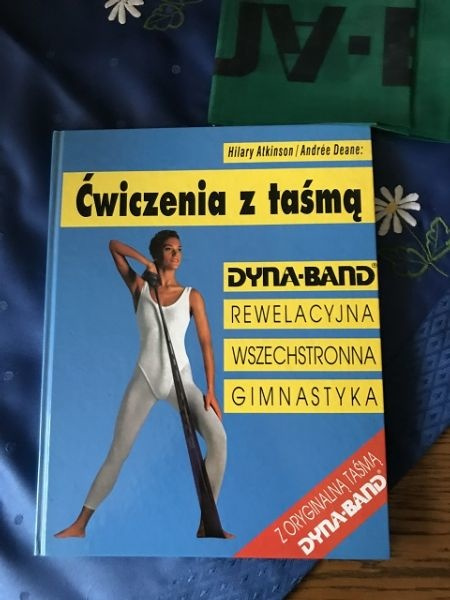 Hilary Atkinson/Andrée Deane:
Ćwiczenia z taśmą
DYNA-BAND®
REWELACYJNA
WSZECHSTRONNA
GIMNASTYKA
Z ORYGINALNĄ TAŚMĄ
DYNA-BAND®